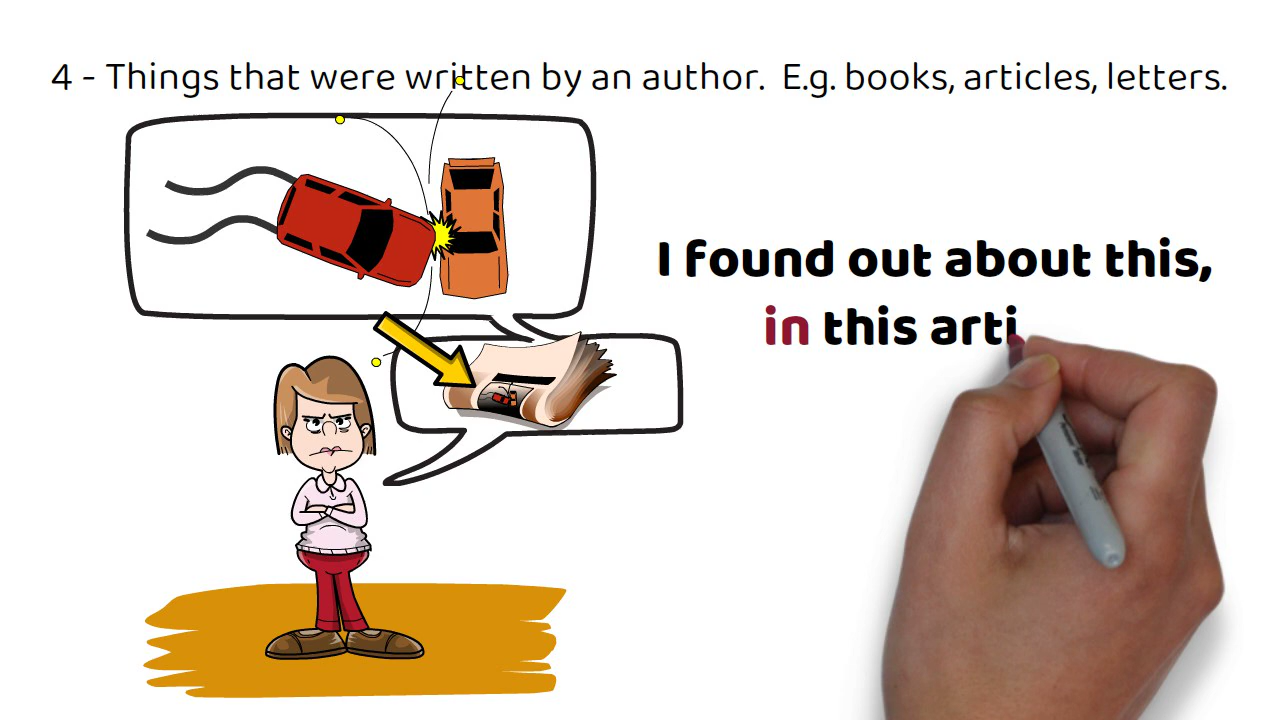 4 - Things that were written by an author. E.g. books, articles, letters.
I found out about this,
in this arti